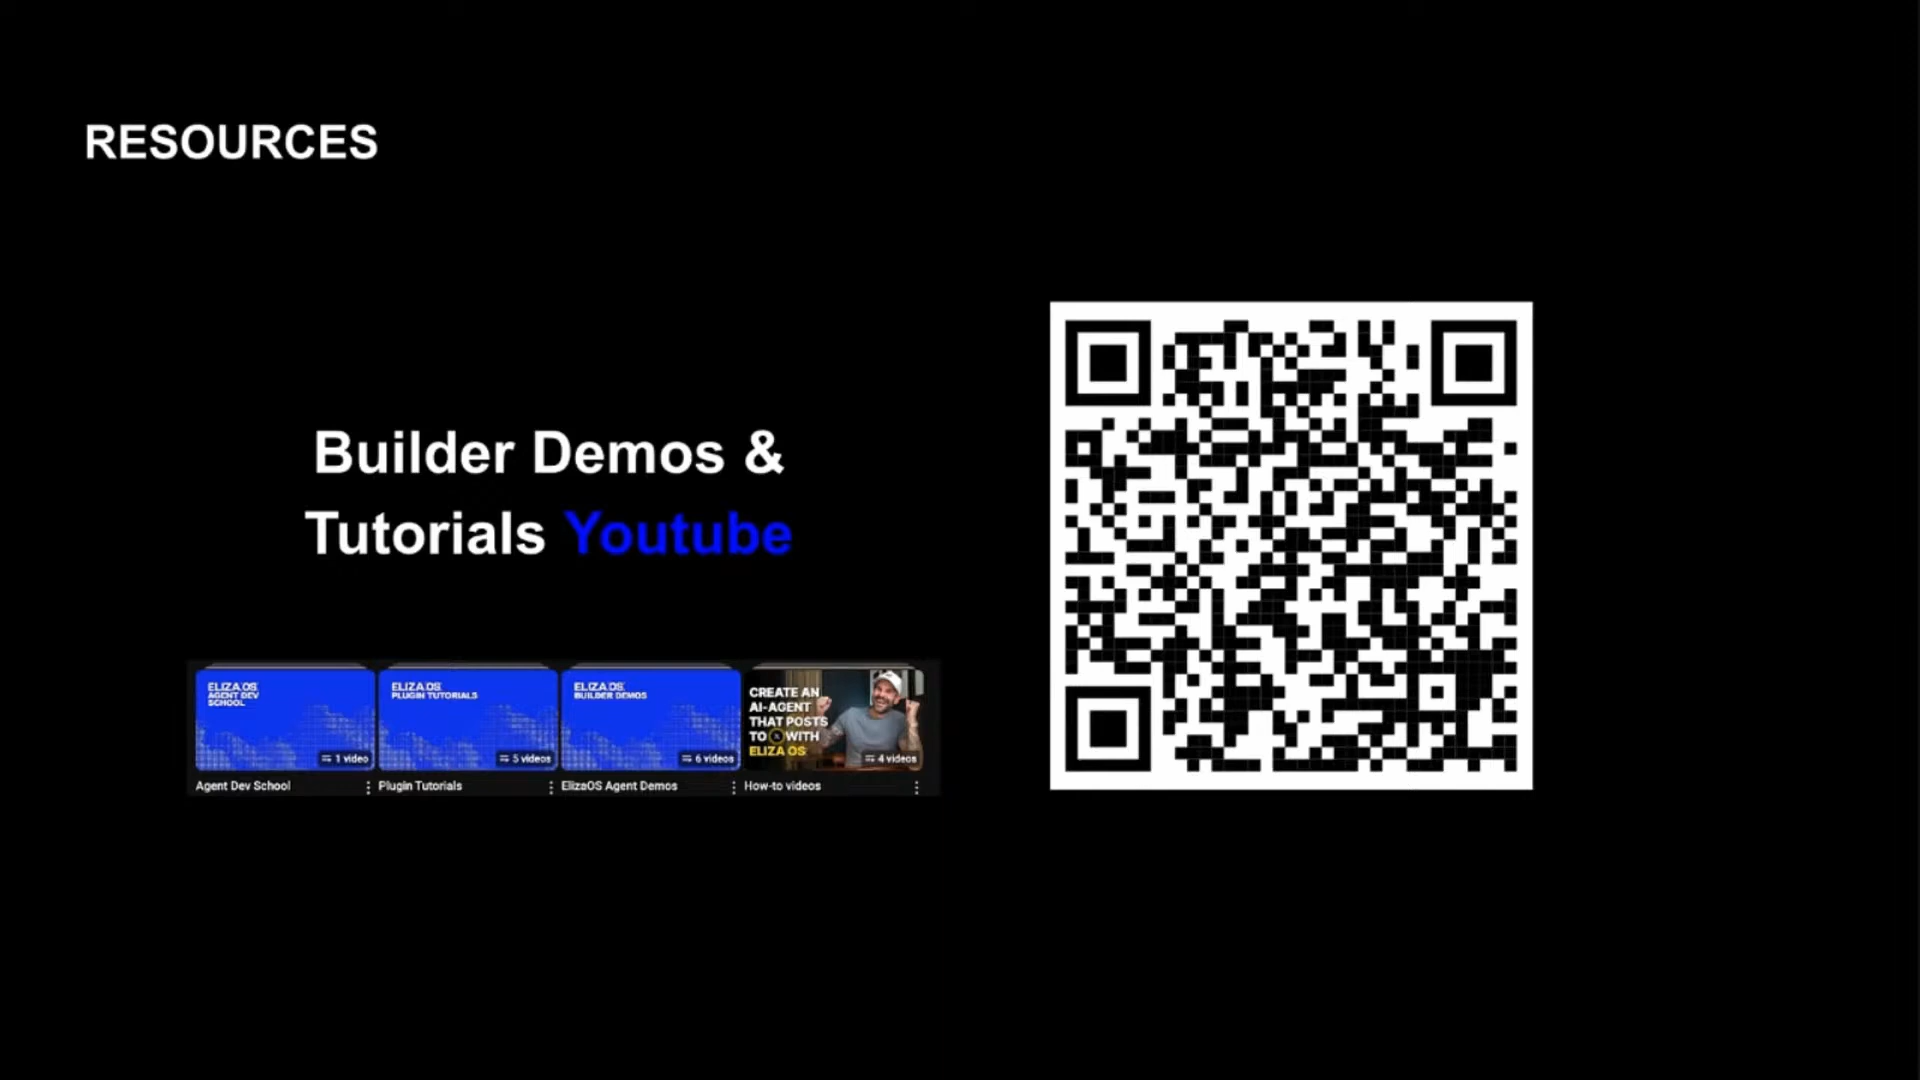 RESOURCES
Builder Demos &
Tutorials Youtube
ELIZA OS
AGENT DEV
SCHOOL
1 video
Agent Dev School
ELIZA OS
PLUGIN TUTORIALS
5 videos
Plugin Tutorials
ELIZA OS
BUILDER DEMOS
6 videos
ElizaOS Agent Demos
CREATE AN
AI-AGENT
THAT POSTS
TO X WITH
ELIZA OS
4 videos
How-to videos